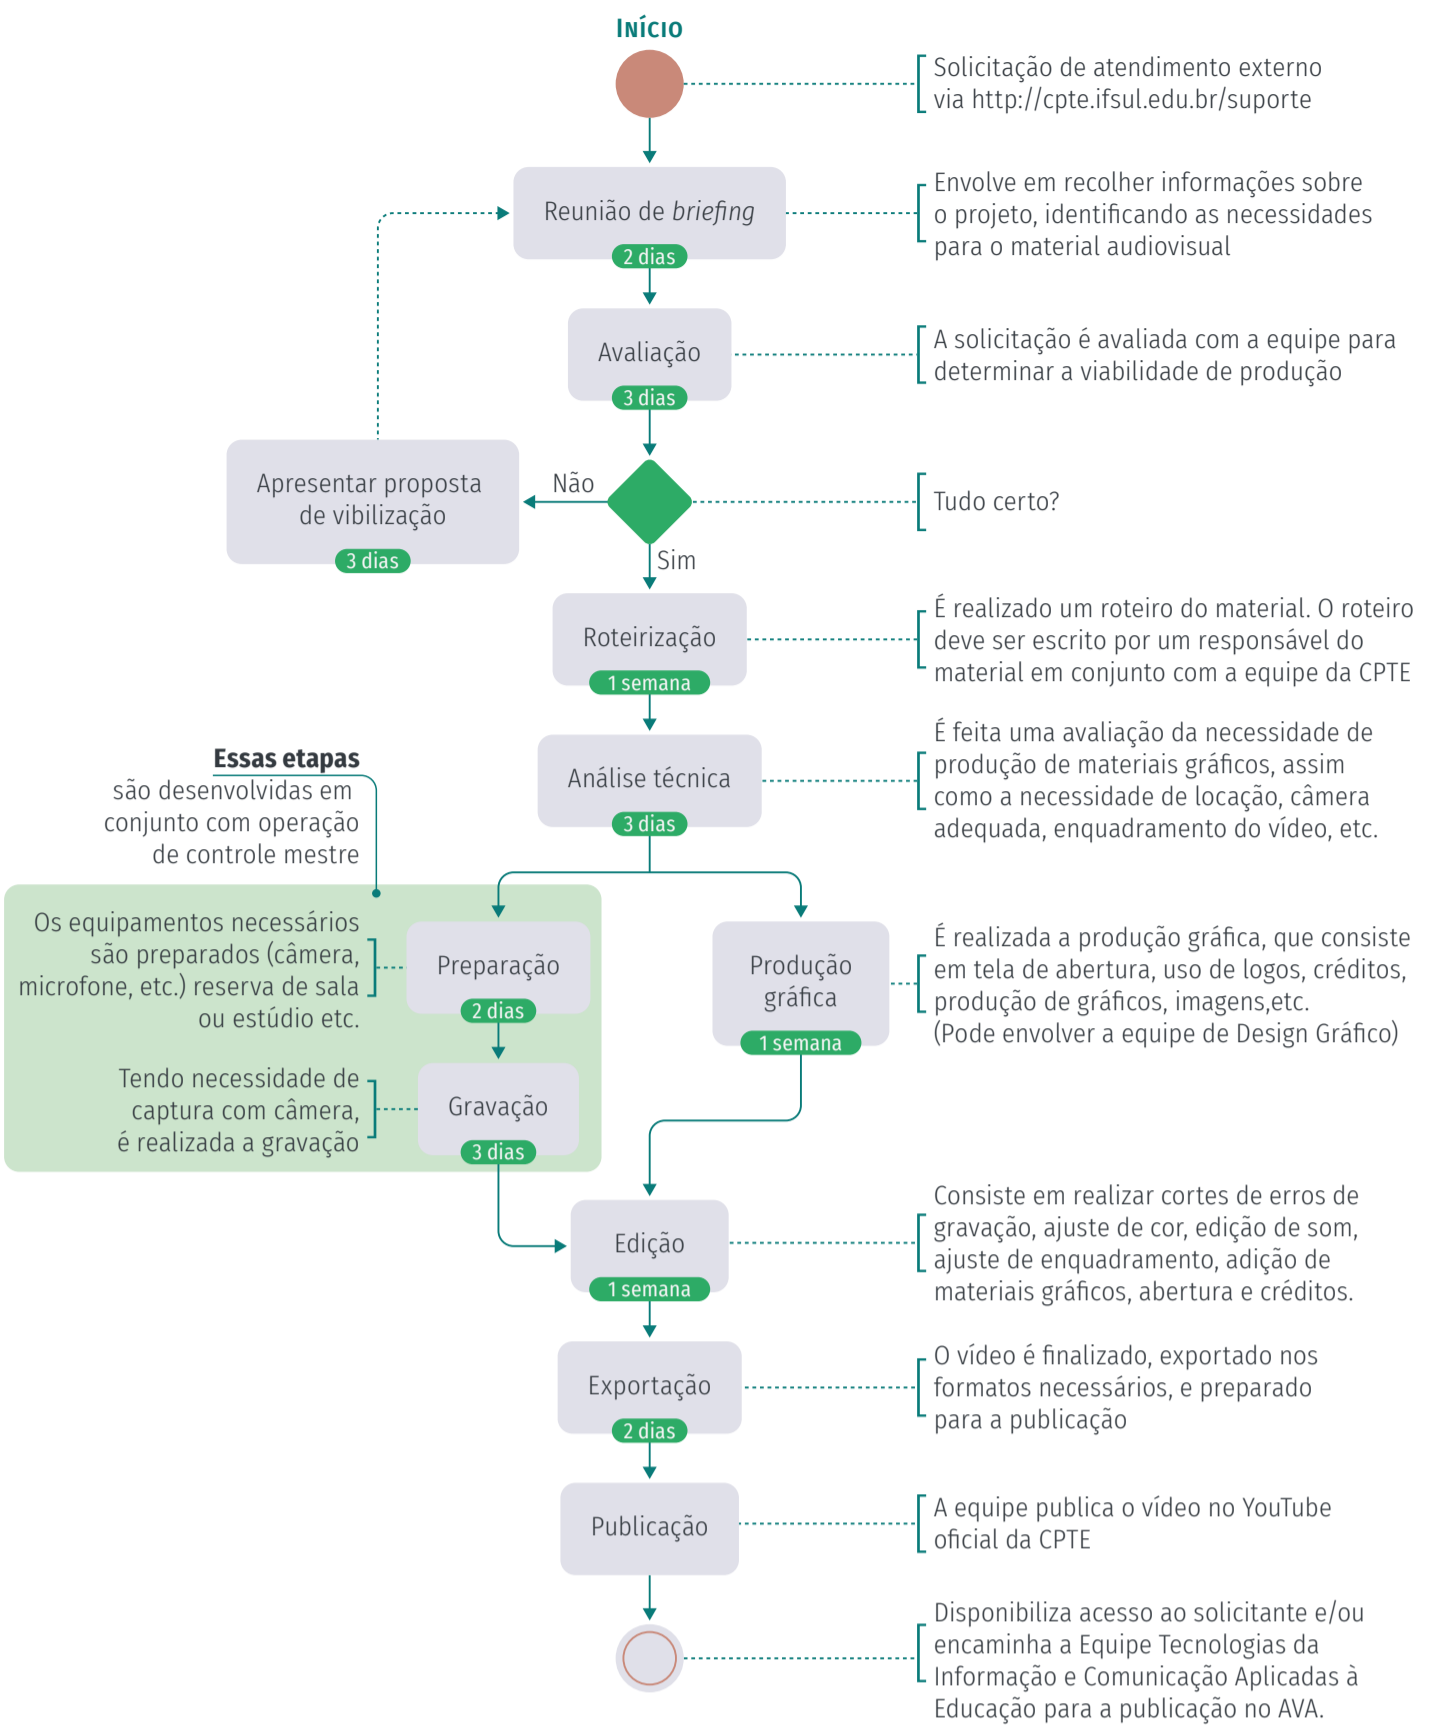 INÍCIO
Solicitação de atendimento externo
via http://cpte.ifsul.edu.br/suporte
Reunião de briefing
2 dias
Envolve em recolher informações sobre
o projeto, identificando as necessidades
para o material audiovisual
Avaliação
3 dias
A solicitação é avaliada com a equipe para
determinar a viabilidade de produção
Apresentar proposta
de vibilização
3 dias
Não
Sim
Tudo certo?
Roteirização
1 semana
É realizado um roteiro do material. O roteiro
deve ser escrito por um responsável do
material em conjunto com a equipe da CPTE
Análise técnica
3 dias
É feita uma avaliação da necessidade de
produção de materiais gráficos, assim
como a necessidade de locação, câmera
adequada, enquadramento do vídeo, etc.
Essas etapas
são desenvolvidas em
conjunto com operação
de controle mestre
Os equipamentos necessários
são preparados (câmera,
microfone, etc.) reserva de sala
ou estúdio etc.
Preparação
2 dias
Produção
gráfica
1 semana
É realizada a produção gráfica, que consiste
em tela de abertura, uso de logos, créditos,
produção de gráficos, imagens,etc.
(Pode envolver a equipe de Design Gráfico)
Tendo necessidade de
captura com câmera,
é realizada a gravação
Gravação
3 dias
Edição
1 semana
Consiste em realizar cortes de erros de
gravação, ajuste de cor, edição de som,
ajuste de enquadramento, adição de
materiais gráficos, abertura e créditos.
Exportação
2 dias
O vídeo é finalizado, exportado nos
formatos necessários, e preparado
para a publicação
Publicação
A equipe publica o vídeo no YouTube
oficial da CPTE
Disponibiliza acesso ao solicitante e/ou
encaminha a Equipe Tecnologias da
Informação e Comunicação Aplicadas à
Educação para a publicação no AVA.